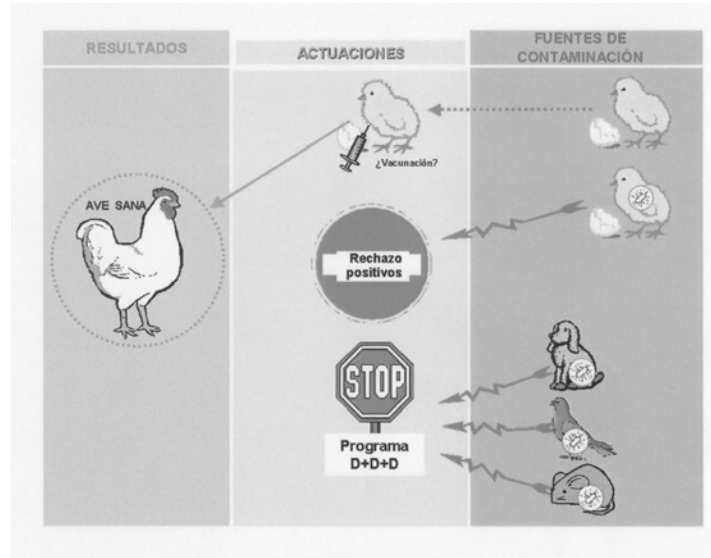 RESULTADOS
ACTUACIONES
FUENTES DE
CONTAMINACIÓN
¿Vacunación?
AVE SANA
Rechazo
positivos
STOP
Programa
D+D+D